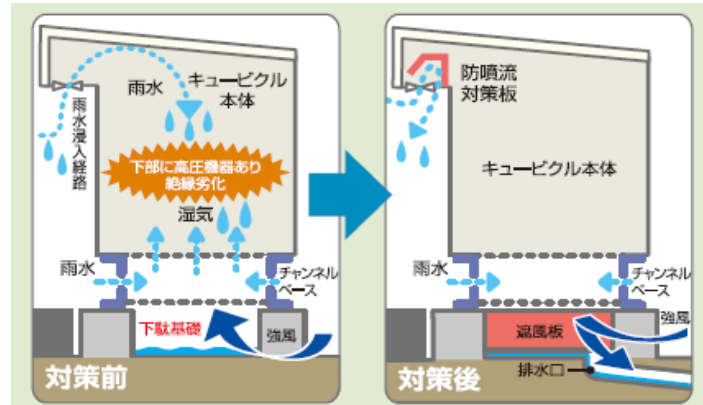 雨水
キュービクル
本体
雨水浸入経路
下部に高圧機器あり
絶縁劣化
湿気
雨水
チャンネル
ベース
下駄基礎
強風
対策前
防噴流
対策板
キュービクル本体
雨水
チャンネル
ベース
遮風板
強風
排水口
対策後